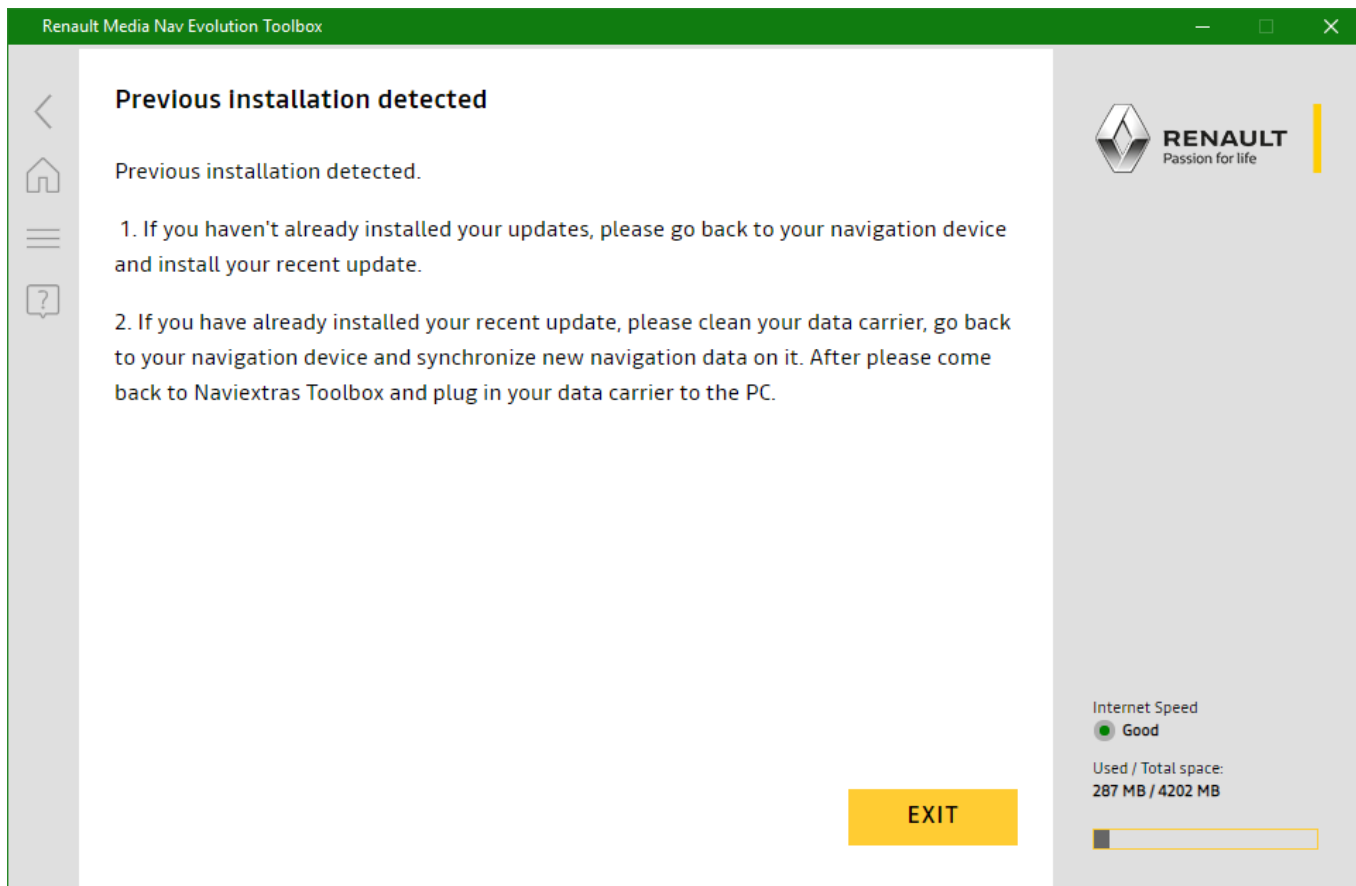 Renault Media Nav Evolution Toolbox
Previous installation detected
Previous installation detected.
1. If you haven't already installed your updates, please go back to your navigation device
and install your recent update.
2. If you have already installed your recent update, please clean your data carrier, go back
to your navigation device and synchronize new navigation data on it. After please come
back to Naviextras Toolbox and plug in your data carrier to the PC.
EXIT
RENAULT
Passion for life
Internet Speed
Good
Used / Total space:
287 MB / 4202 MB